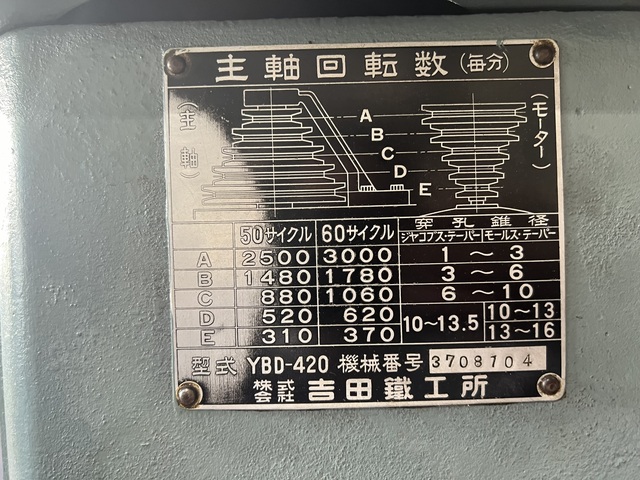 主軸回転数(毎分)
(主軸)
(モーター)
A
B
C
D
E
50サイクル 60サイクル 穿孔錐径
ジャコブス・テーパー モールス・テーパー
A 2500 3000 1～3
B 1480 1780 3～6
C 880 1060 6～10
D 520 620 10～13.5 10～13
E 310 370 13～16
型式 YBD-420 機械番号 3708104
株式会社 吉田鐵工所